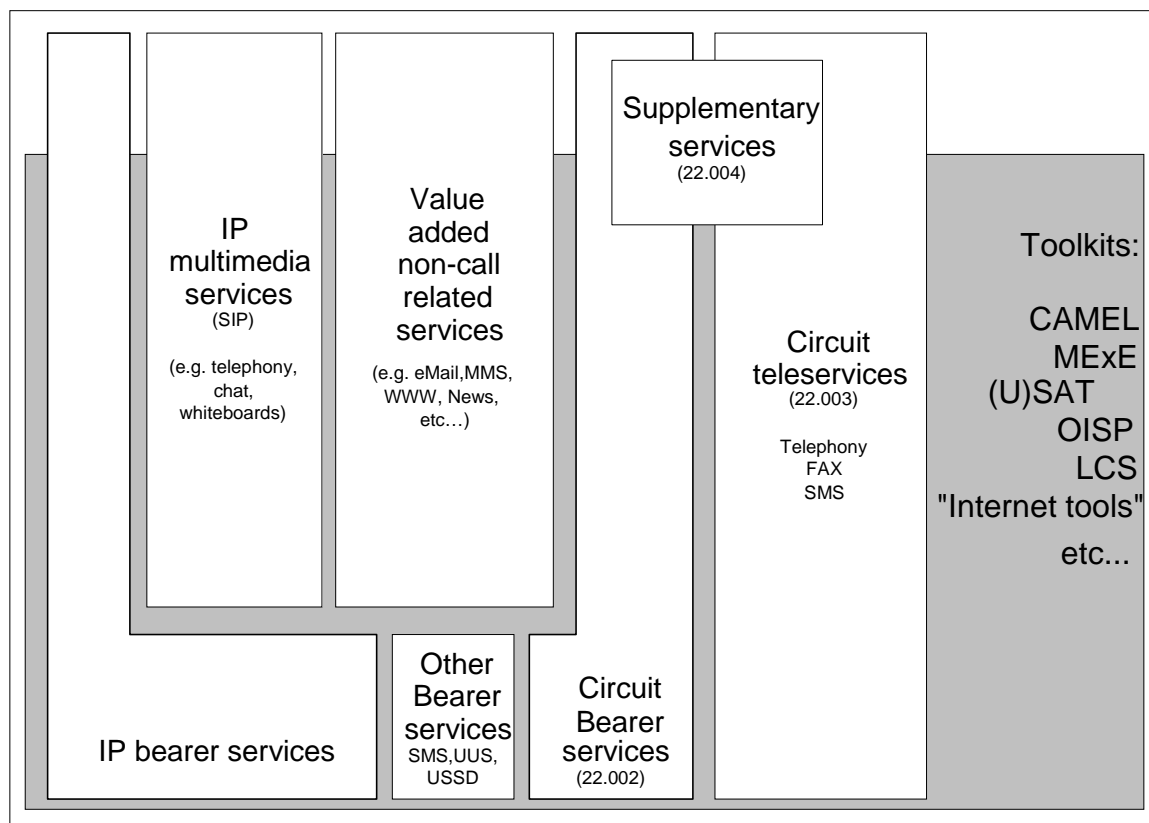 Supplementary
services
(22.004)
IP
multimedia
services
(SIP)
(e.g. telephony,
chat,
whiteboards)
Value
added
non-call
related
services
(e.g. eMail,MMS,
WWW, News,
etc…)
Circuit
teleservices
(22.003)
Telephony
FAX
SMS
Toolkits:
CAMEL
MExE
(U)SAT
OISP
LCS
"Internet tools"
etc...
IP bearer services
Other
Bearer
services
SMS,UUS,
USSD
Circuit
Bearer
services
(22.002)